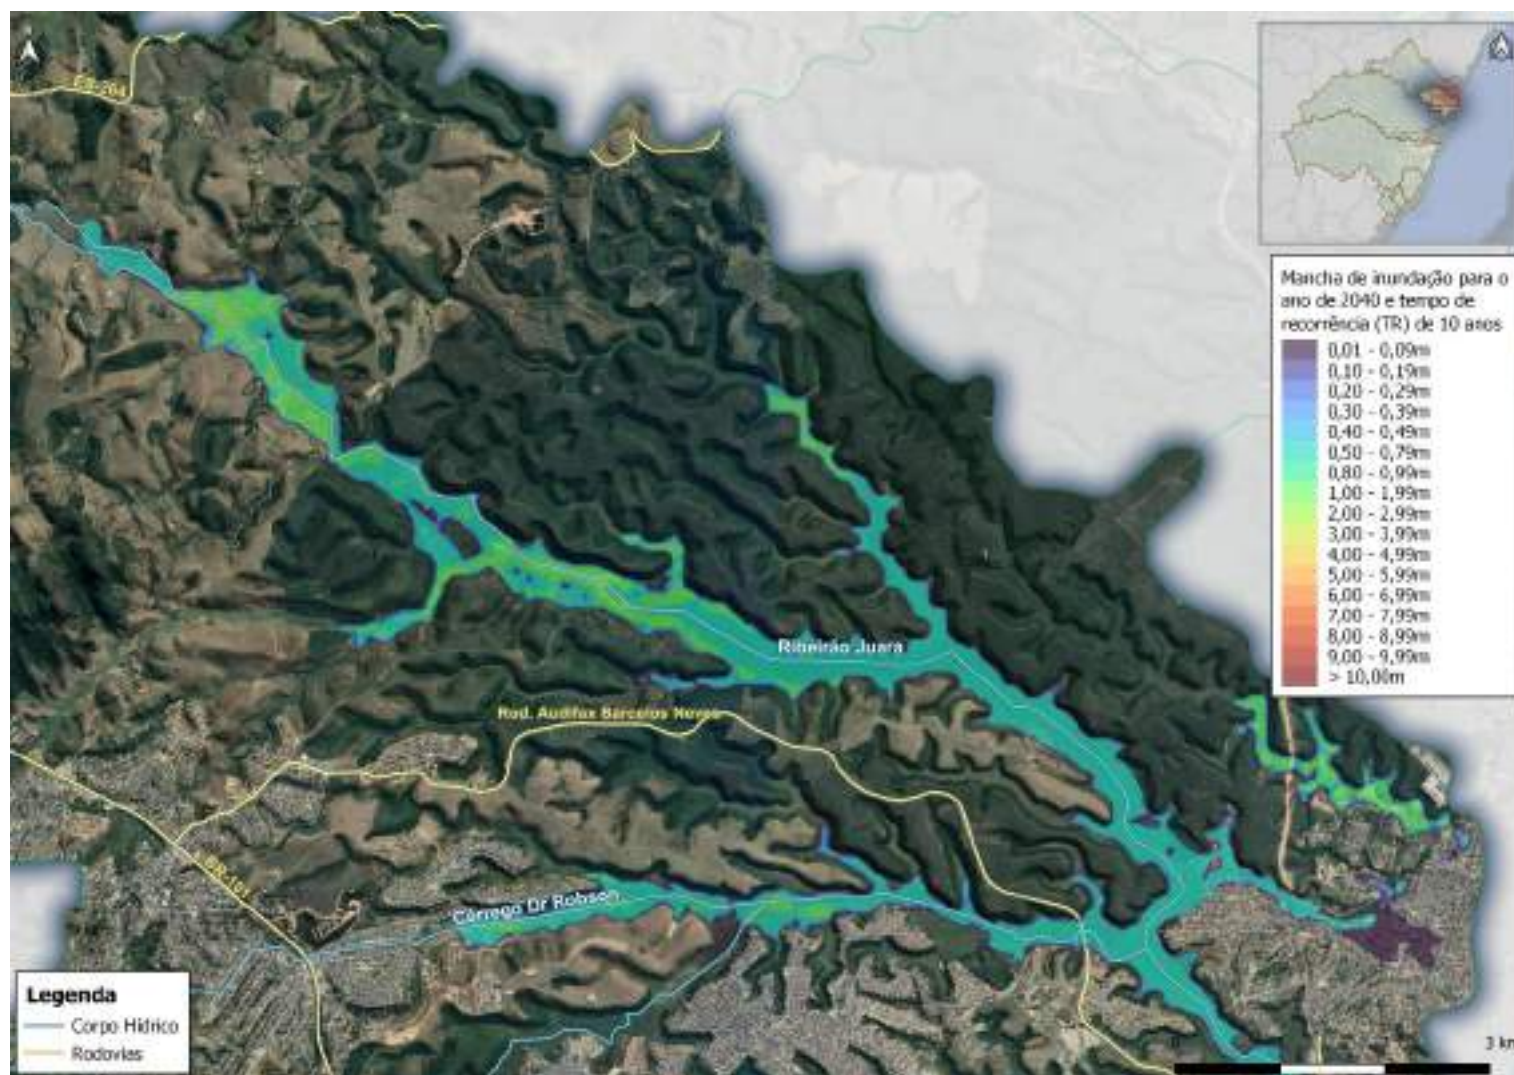 ES-264
Mancha de inundação para o
ano de 2040 e tempo de
recorrência (TR) de 10 anos
0,01 - 0,09m
0,10 - 0,19m
0,20 - 0,29m
0,30 - 0,39m
0,40 - 0,49m
0,50 - 0,79m
0,80 - 0,99m
1,00 - 1,99m
2,00 - 2,99m
3,00 - 3,99m
4,00 - 4,99m
5,00 - 5,99m
6,00 - 6,99m
7,00 - 7,99m
8,00 - 8,99m
9,00 - 9,99m
> 10,00m
Ribeirão Juara
Rod. Audifax Barcelos Neves
BR-101
Córrego Dr Robson
Legenda
Corpo Hídrico
Rodovias
3 km